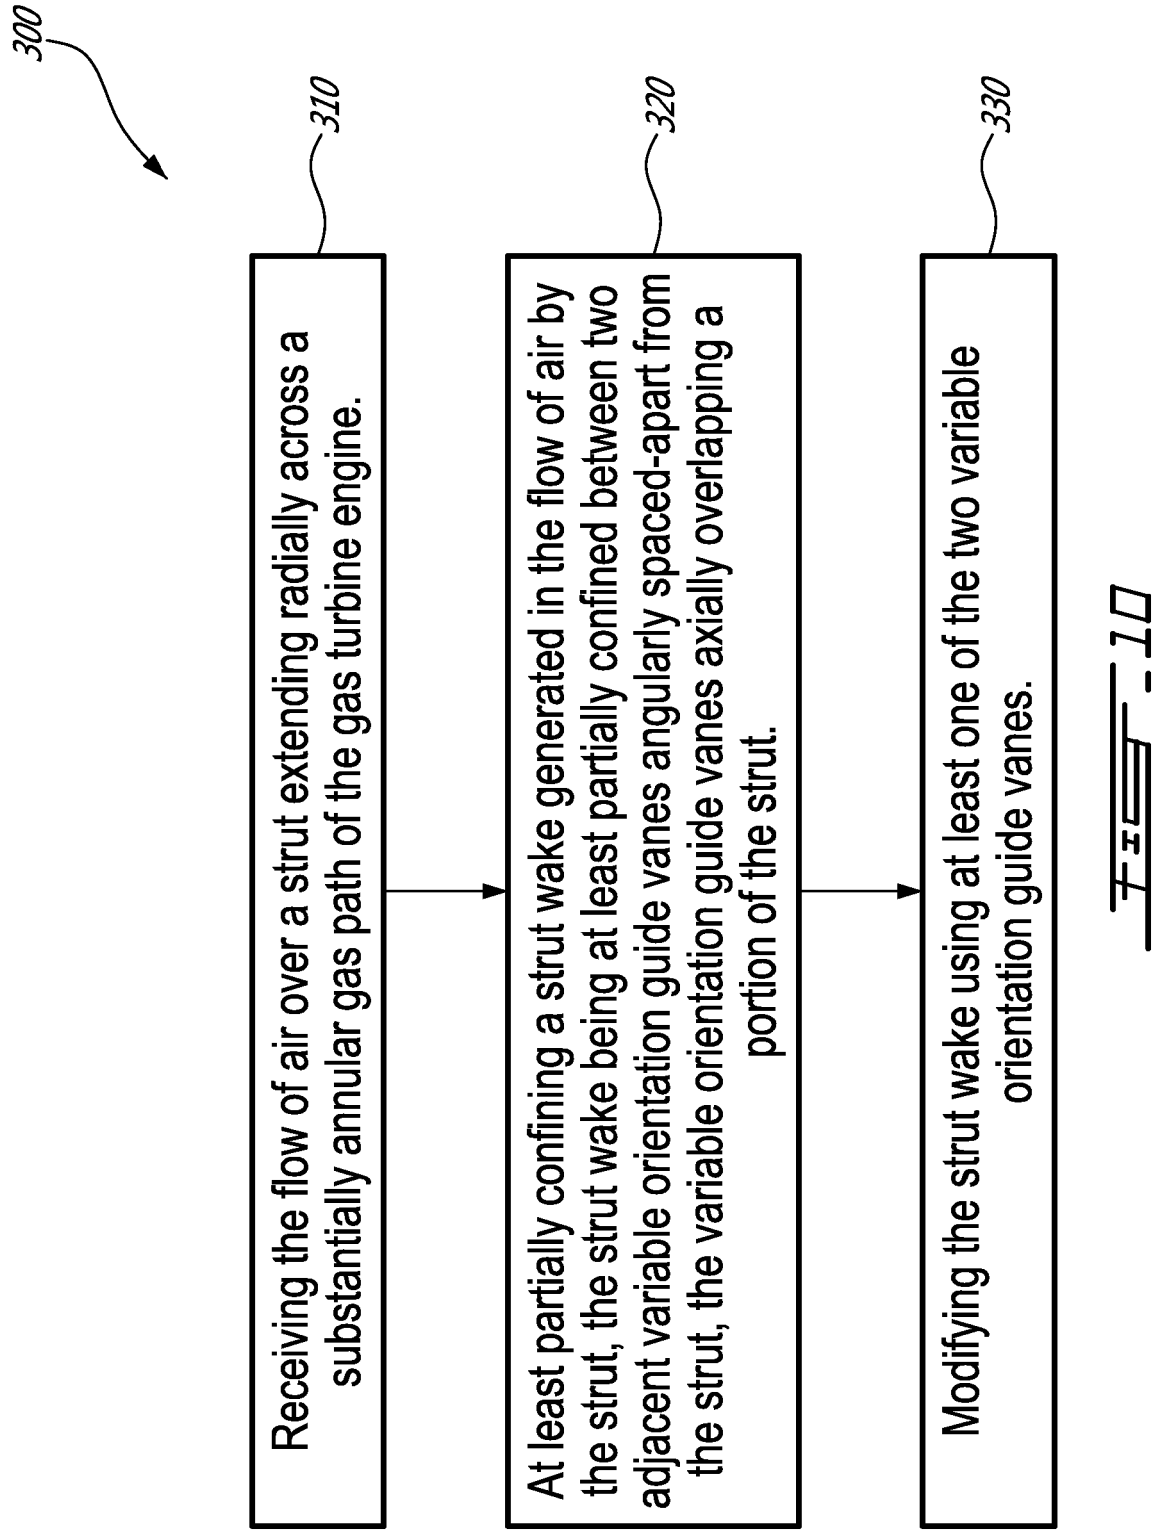 300
310
Receiving the flow of air over a strut extending radially across a
substantially annular gas path of the gas turbine engine.
320
At least partially confining a strut wake generated in the flow of air by
the strut, the strut wake being at least partially confined between two
adjacent variable orientation guide vanes angularly spaced-apart from
the strut, the variable orientation guide vanes axially overlapping a
portion of the strut.
330
Modifying the strut wake using at least one of the two variable
orientation guide vanes.
Fig-10